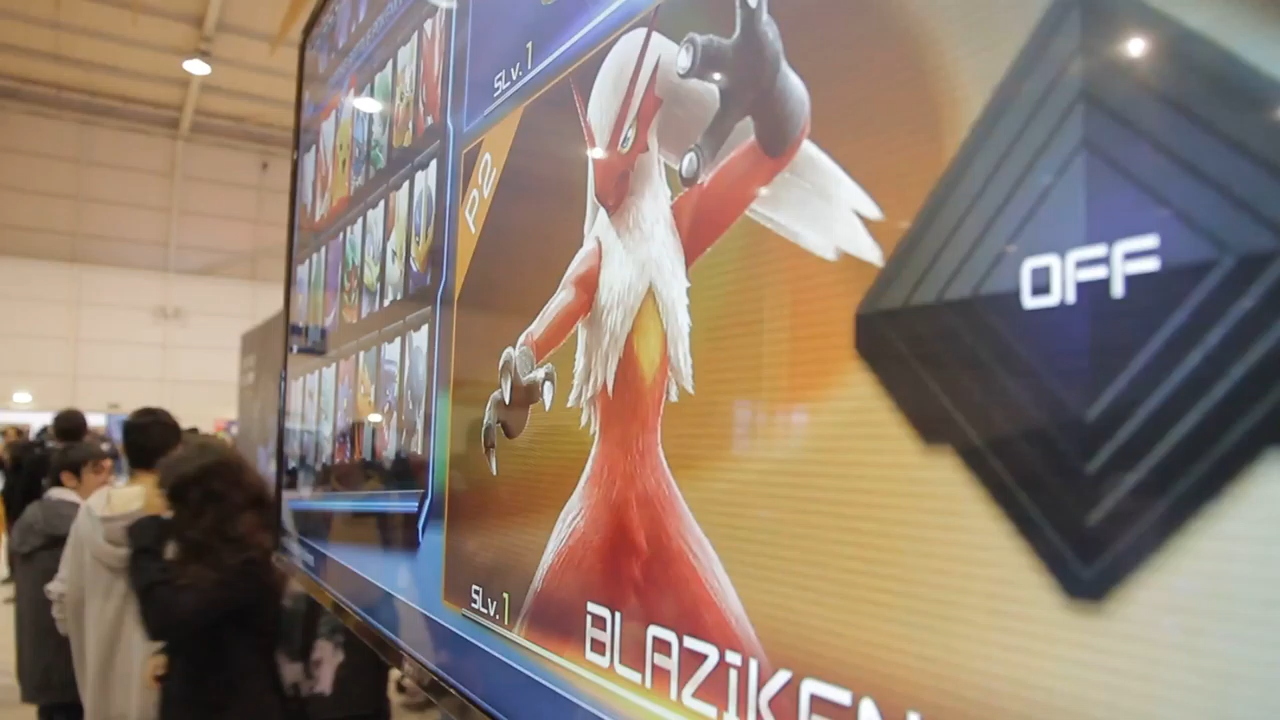 SLv.1
P2
OFF
SLv.1
BLAZiKEN